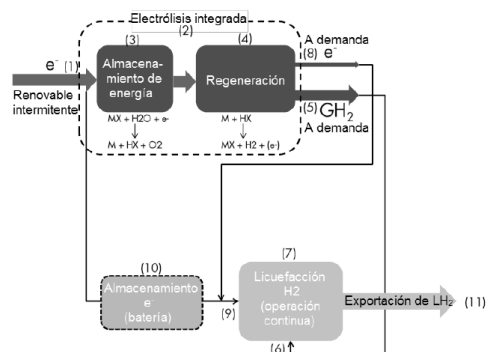 Electrólisis integrada
(2)
A demanda
(8) e-
e- (1)
Renovable
intermitente
(3)
Almacena-
miento de
energía
(4)
Regeneración
(5) GH2
A demanda
MX + H2O + e-
M + HX + O2
M + HX
MX + H2 + (e-)
(10)
Almacenamiento
e-
(batería)
(9)
(7)
Licuefacción
H2
(operación
continua)
Exportación de LH2 (11)
(6)